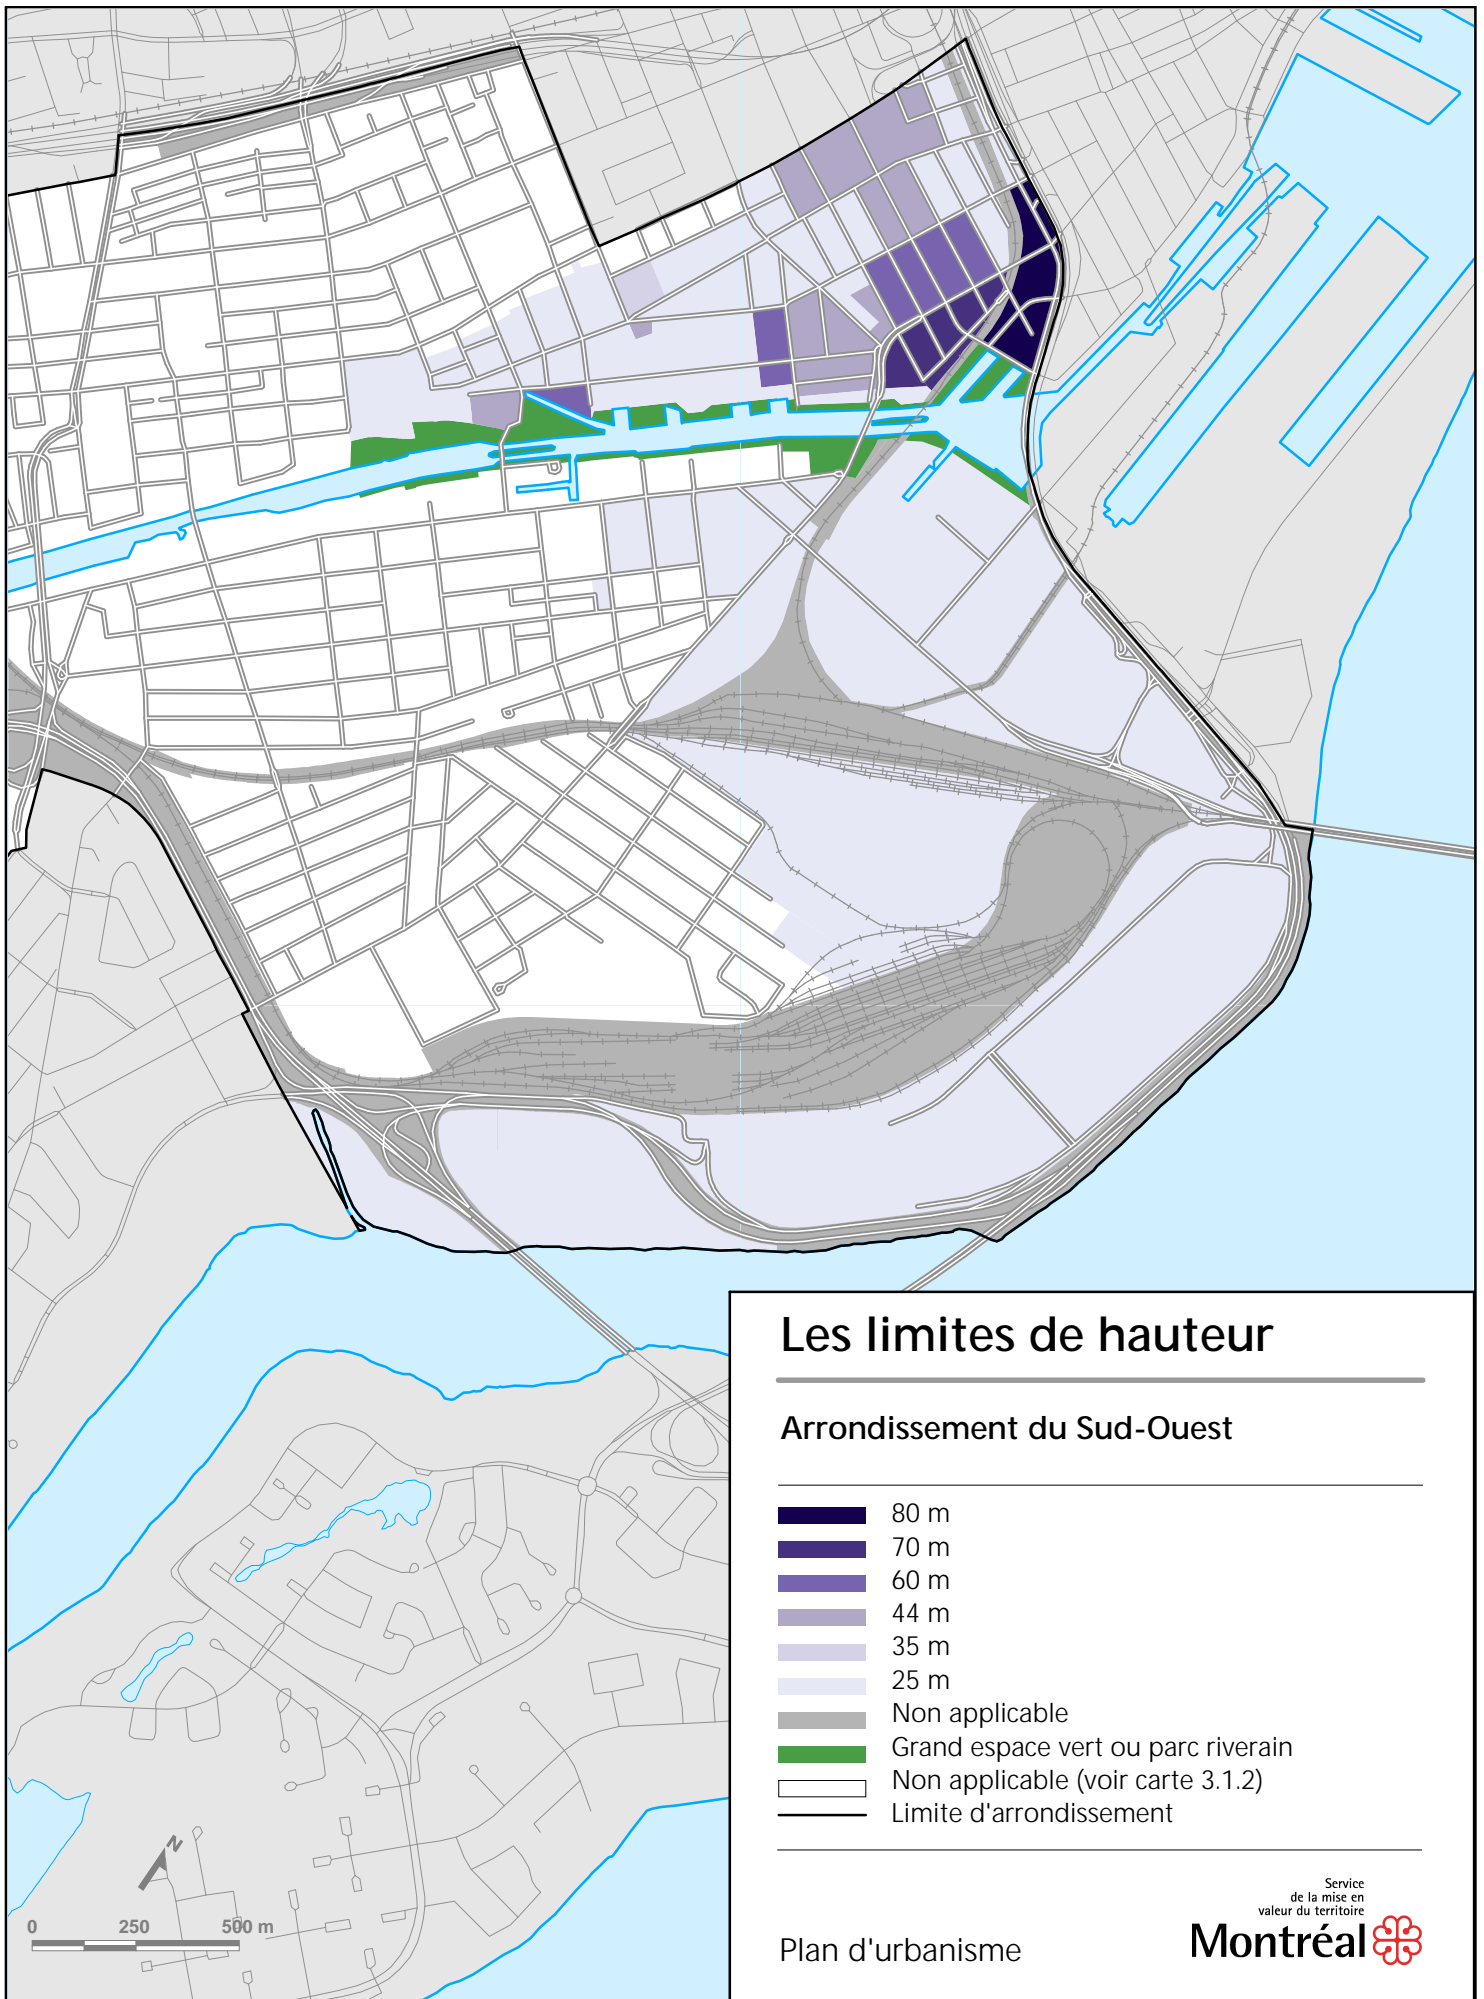 Les limites de hauteur
Arrondissement du Sud-Ouest
80 m
70 m
60 m
44 m
35 m
25 m
Non applicable
Grand espace vert ou parc riverain
Non applicable (voir carte 3.1.2)
Limite d'arrondissement
N
0 250 500 m
Plan d'urbanisme
Service
de la mise en
valeur du territoire
Montréal